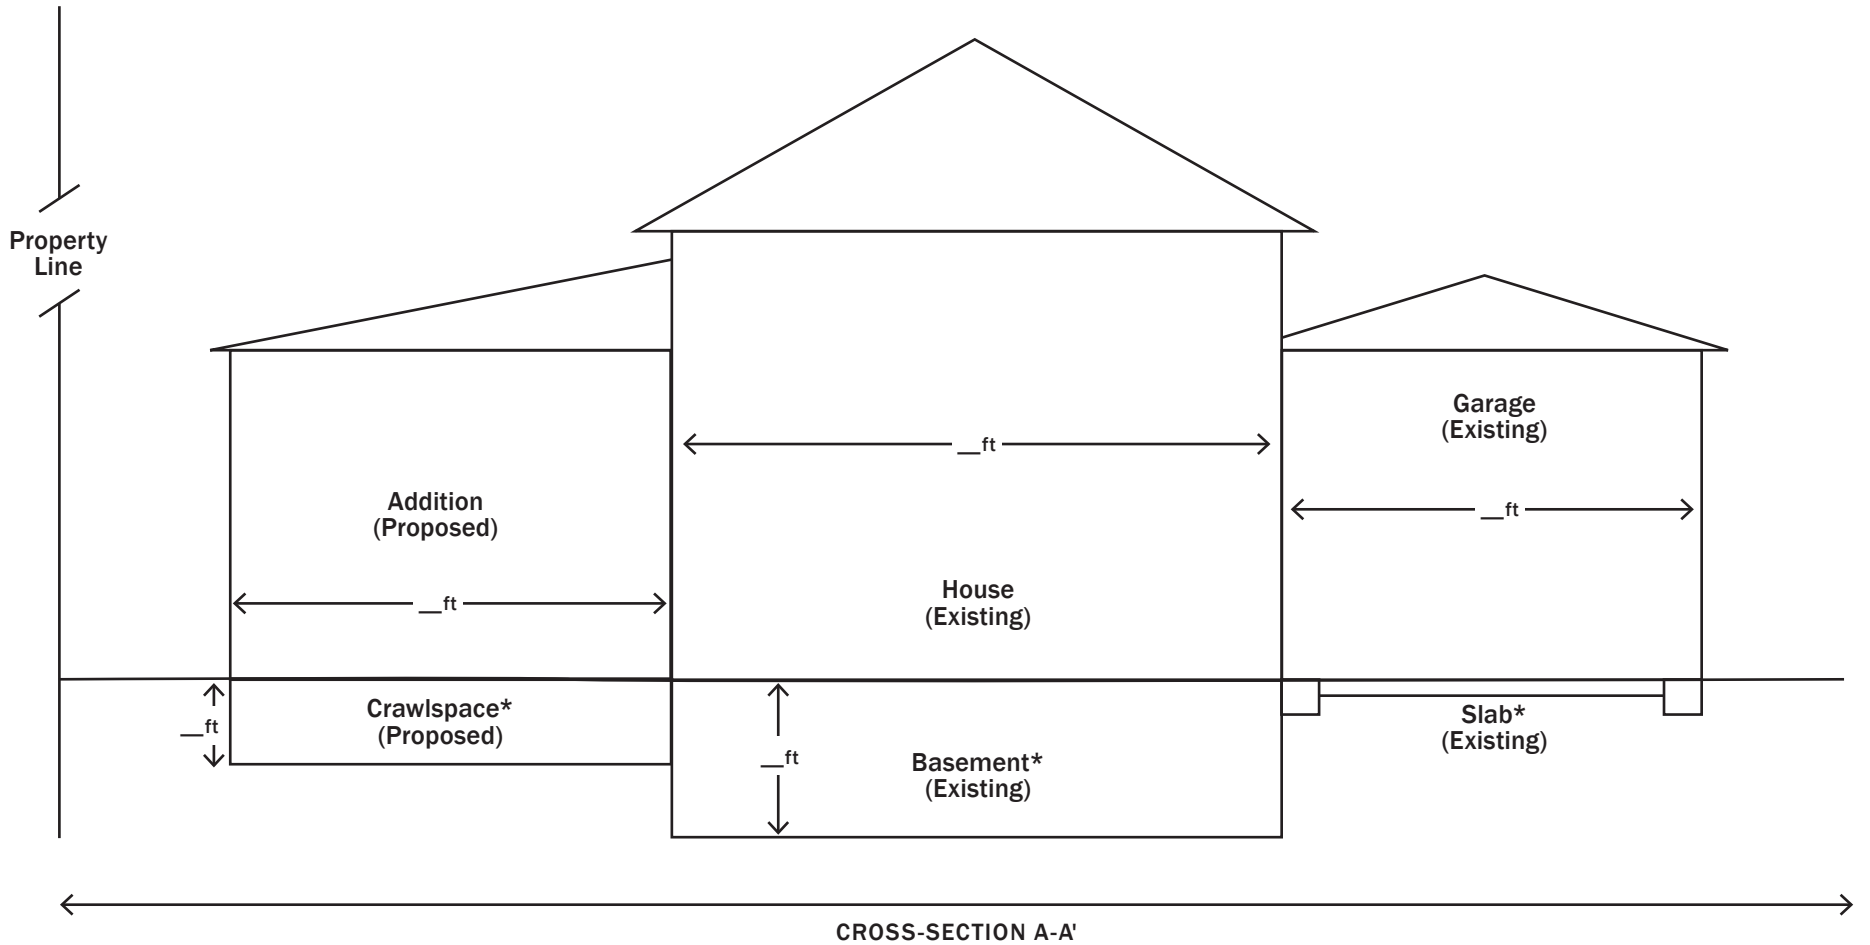 Property
Line
Garage
(Existing)
__ft
__ft
Addition
(Proposed)
House
(Existing)
__ft
Crawlspace*
(Proposed)
__ft
Slab*
(Existing)
__ft
Basement*
(Existing)
CROSS-SECTION A-A'